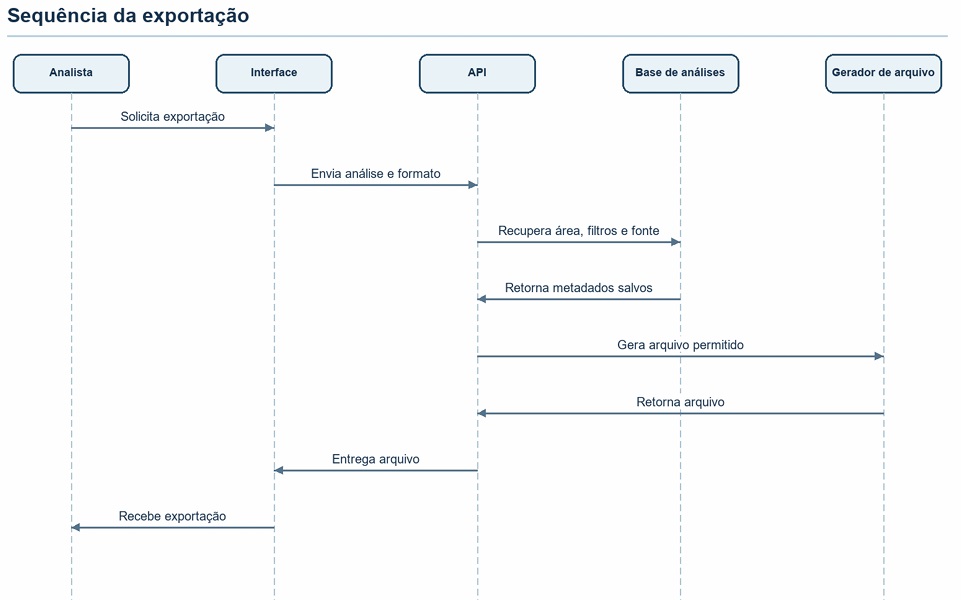 Sequência da exportação
Analista
Interface
API
Base de análises
Gerador de arquivo
Solicita exportação
Envia análise e formato
Recupera área, filtros e fonte
Retorna metadados salvos
Gera arquivo permitido
Retorna arquivo
Entrega arquivo
Recebe exportação